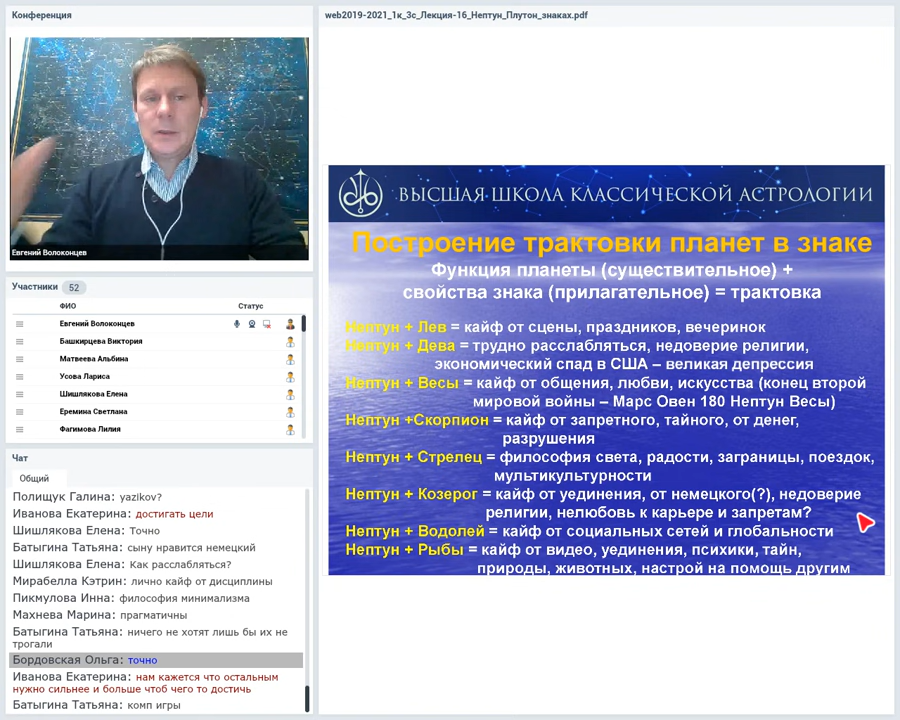 Конференция
Евгений Волоконцев
Участники 52
ФИО Статус
Евгений Волоконцев
Башкирцева Виктория
Матвеева Альбина
Усова Лариса
Шишлякова Елена
Еремина Светлана
Фагимова Лилия
Чат
Общий
Полищук Галина: yazikov?
Иванова Екатерина: достигать цели
Шишлякова Елена: Точно
Батыгина Татьяна: сыну нравится немецкий
Шишлякова Елена: Как расслабляться?
Мирабелла Кэтрин: лично кайф от дисциплины
Пикмулова Инна: философия минимализма
Махнева Марина: прагматичны
Батыгина Татьяна: ничего не хотят лишь бы их не
трогали
Бордовская Ольга: точно
Иванова Екатерина: нам кажется что остальным
нужно сильнее и больше чтоб чего то достичь
Батыгина Татьяна: комп игры
web2019-2021_1к_3с_Лекция-16_Нептун_Плутон_знаках.pdf
ВЫСШАЯ ШКОЛА КЛАССИЧЕСКОЙ АСТРОЛОГИИ
Построение трактовки планет в знаке
Функция планеты (существительное) +
свойства знака (прилагательное) = трактовка
Нептун + Лев = кайф от сцены, праздников, вечеринок
Нептун + Дева = трудно расслабляться, недоверие религии,
экономический спад в США – великая депрессия
Нептун + Весы = кайф от общения, любви, искусства (конец второй
мировой войны – Марс Овен 180 Нептун Весы)
Нептун +Скорпион = кайф от запретного, тайного, от денег,
разрушения
Нептун + Стрелец = философия света, радости, заграницы, поездок,
мультикультурности
Нептун + Козерог = кайф от уединения, от немецкого(?), недоверие
религии, нелюбовь к карьере и запретам?
Нептун + Водолей = кайф от социальных сетей и глобальности
Нептун + Рыбы = кайф от видео, уединения, психики, тайн,
природы, животных, настрой на помощь другим